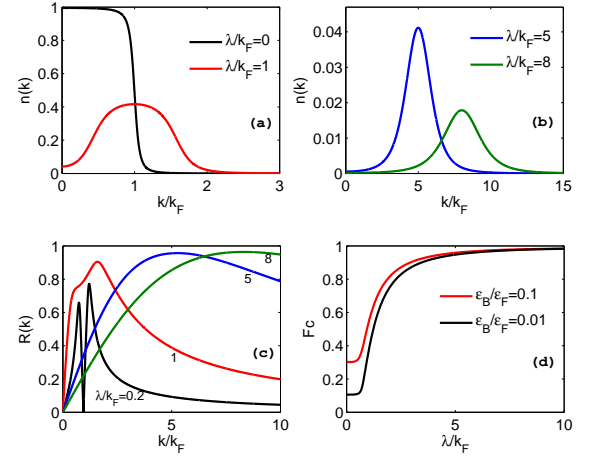 1
0.8
0.6
0.4
0.2
0
n(k)
λ/k_F=0
λ/k_F=1
(a)
0 1 2 3
k/k_F
0.04
0.03
0.02
0.01
0
n(k)
λ/k_F=5
λ/k_F=8
(b)
0 5 10 15
k/k_F
1
0.8
0.6
0.4
0.2
0
R(k)
8
5
1
λ/k_F=0.2
(c)
0 5 10
k/k_F
1
0.8
0.6
0.4
0.2
0
Fc
ε_B/ε_F=0.1
ε_B/ε_F=0.01
(d)
0 5 10
λ/k_F